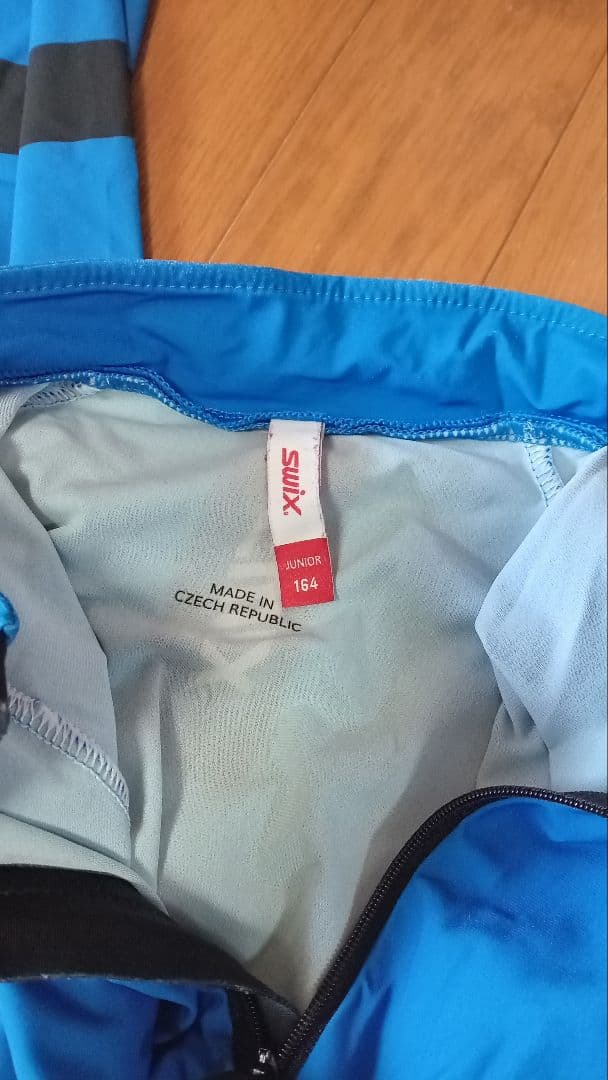 swix
JUNIOR
164
MADE IN
CZECH REPUBLIC